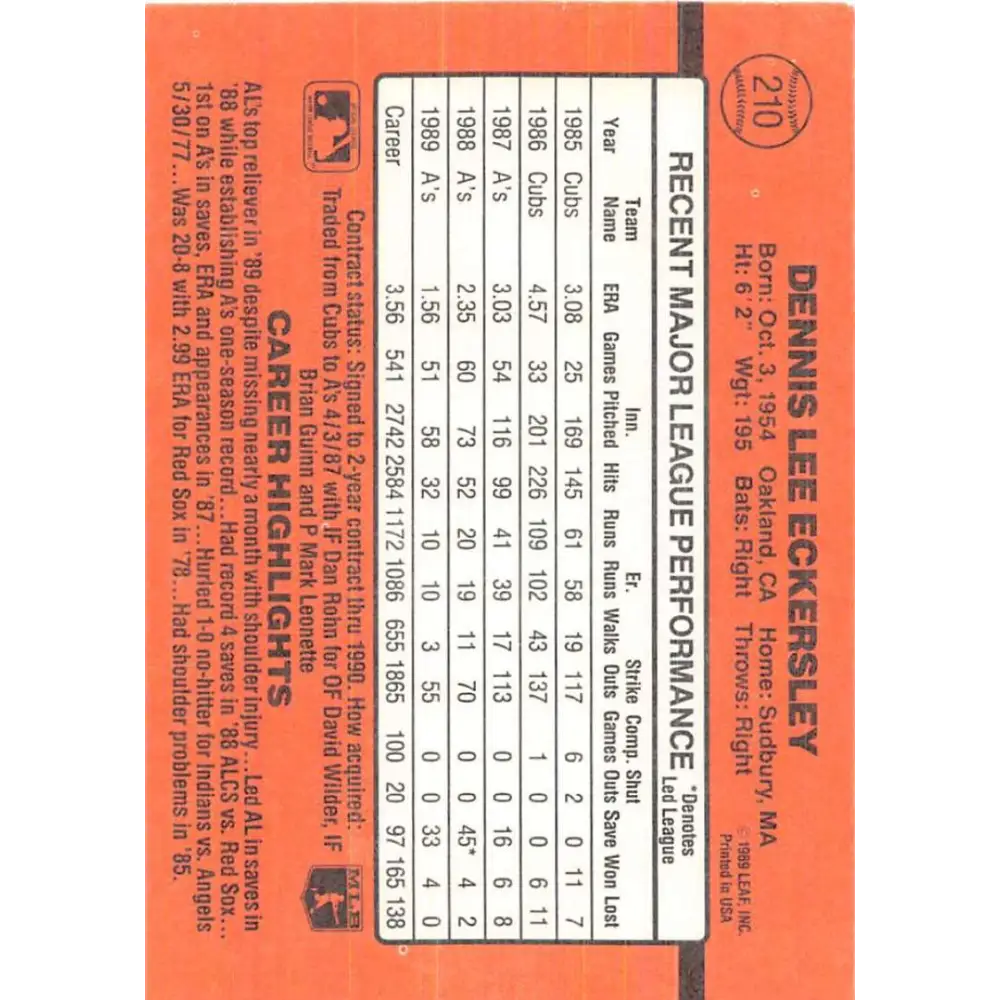 210
DENNIS LEE ECKERSLEY
Born: Oct. 3, 1954 Oakland, CA Home: Sudbury, MA
Ht: 6'2" Wgt: 195 Bats: Right Throws: Right
© 1989 LEAF, INC.
Printed in USA
RECENT MAJOR LEAGUE PERFORMANCE
*Denotes
Led League
Team Inn. Er. Strike Comp. Shut
Year Name ERA Games Pitched Hits Runs Runs Walks Outs Games Outs Save Won Lost
1985 Cubs 3.08 25 169 145 61 58 19 117 6 2 0 11 7
1986 Cubs 4.57 33 201 226 109 102 43 137 1 0 0 6 11
1987 A's 3.03 54 116 99 41 39 17 113 0 0 16 6 8
1988 A's 2.35 60 73 52 20 19 11 70 0 0 45* 4 2
1989 A's 1.56 51 58 32 10 10 3 55 0 0 33 4 0
Career 3.56 541 2742 2584 1172 1086 655 1865 100 20 97 165 138
Contract status: Signed to 2-year contract thru 1990. How acquired:
Traded from Cubs to A's 4/3/87 with IF Dan Rohn for OF David Wilder, IF
Brian Guinn and P Mark Leonette
MLB
CAREER HIGHLIGHTS
AL's top reliever in '89 despite missing nearly a month with shoulder injury...Led AL in saves in
'88 while establishing A's one-season record...Had record 4 saves in '88 ALCS vs. Red Sox...
1st on A's in saves, ERA and appearances in '87...Hurled 1-0 no-hitter for Indians vs. Angels
5/30/77...Was 20-8 with 2.99 ERA for Red Sox in '78...Had shoulder problems in '85.